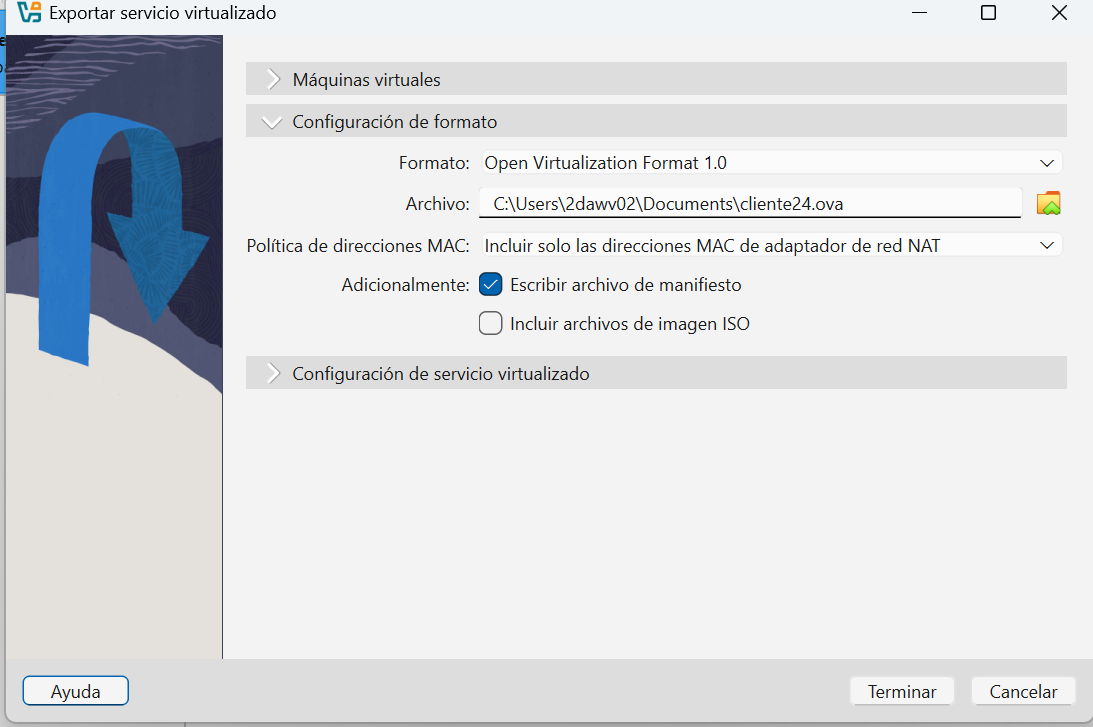 Exportar servicio virtualizado
Máquinas virtuales
Configuración de formato
Formato: Open Virtualization Format 1.0
Archivo: C:\Users\2dawv02\Documents\cliente24.ova
Política de direcciones MAC: Incluir solo las direcciones MAC de adaptador de red NAT
Adicionalmente: Escribir archivo de manifiesto
Incluir archivos de imagen ISO
Configuración de servicio virtualizado
Ayuda Terminar Cancelar